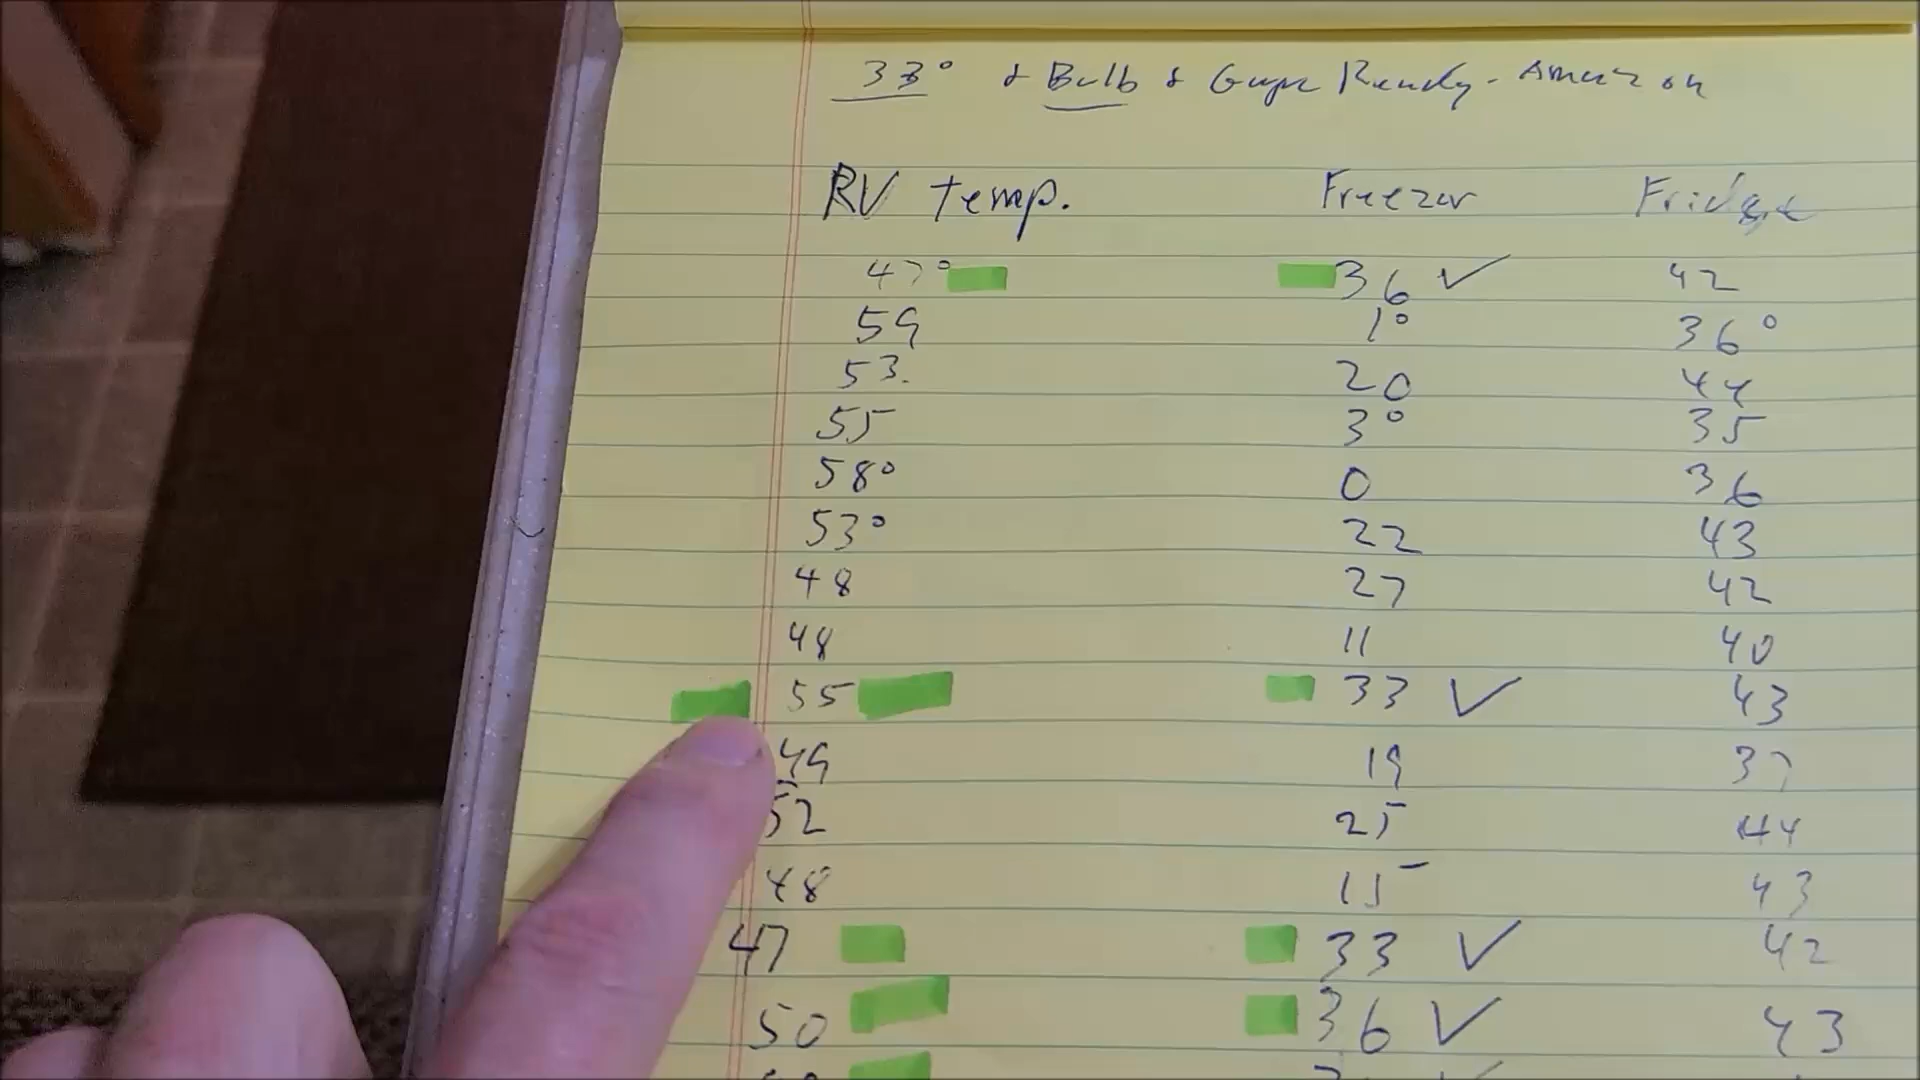 33° & Bulb & Guys Ready - Amazon
RV temp. Freezer Fridge
47° 36 ✓ 42
59 1° 36°
53. 20 44
55 3° 35
58° 0 36
53° 22 43
48 27 42
48 11 40
55 33 ✓ 43
49 19 37
52 25 44
48 15 43
47 33 ✓ 42
50 36 ✓ 43